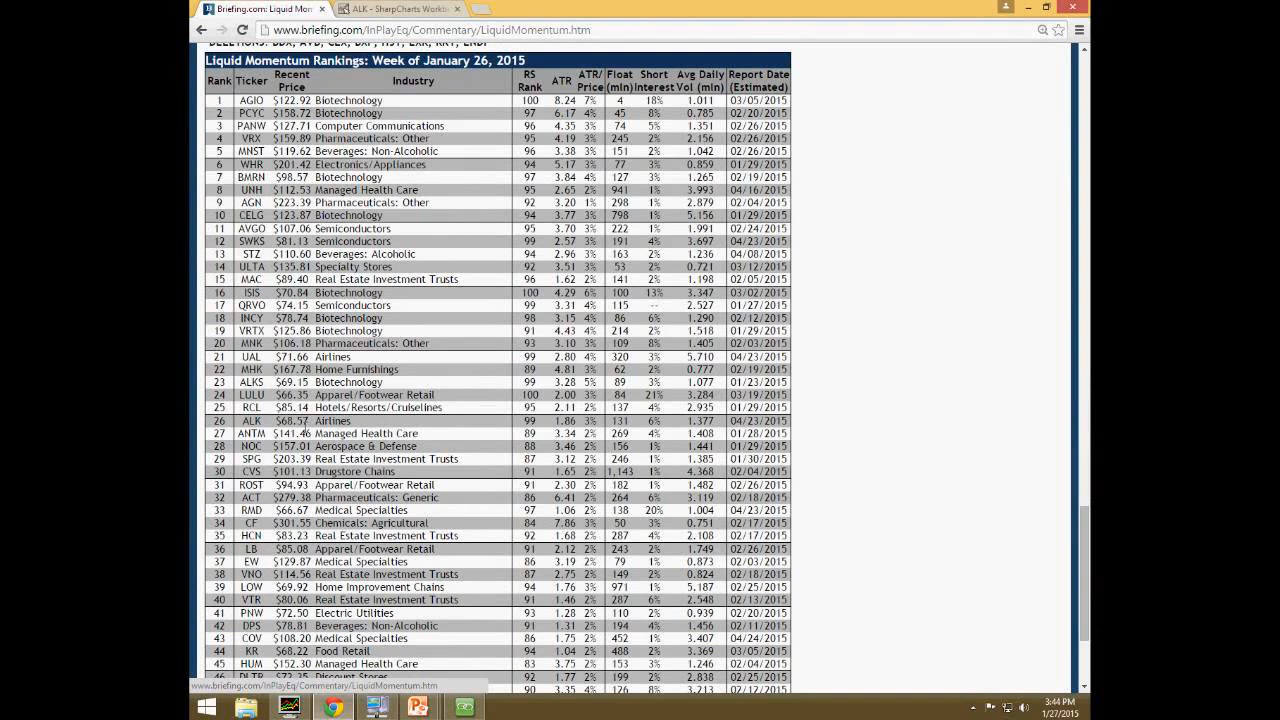 Briefing.com: Liquid Mom
ALK - SharpCharts Workb
www.briefing.com/InPlayEq/Commentary/LiquidMomentum.htm
Liquid Momentum Rankings: Week of January 26, 2015
Rank Ticker Recent Price Industry RS Rank ATR ATR/ Price Float (mln) Short Interest Avg Daily Vol (mln) Report Date (Estimated)
1 AGIO $122.92 Biotechnology 100 8.24 7% 4 18% 1.011 03/05/2015
2 PCYC $158.72 Biotechnology 97 6.17 4% 45 8% 0.785 02/20/2015
3 PANW $127.71 Computer Communications 96 4.35 3% 74 5% 1.351 02/26/2015
4 VRX $159.89 Pharmaceuticals: Other 95 4.19 3% 245 2% 2.156 02/26/2015
5 MNST $119.62 Beverages: Non-Alcoholic 96 3.38 3% 151 2% 1.042 02/26/2015
6 WHR $201.42 Electronics/Appliances 94 5.17 3% 77 3% 0.859 01/29/2015
7 BMRN $98.57 Biotechnology 97 3.84 4% 127 3% 1.265 02/19/2015
8 UNH $112.53 Managed Health Care 95 2.65 2% 941 1% 3.993 04/16/2015
9 AGN $223.39 Pharmaceuticals: Other 92 3.20 1% 298 1% 2.879 02/04/2015
10 CELG $123.87 Biotechnology 94 3.77 3% 798 1% 5.156 01/29/2015
11 AVGO $107.06 Semiconductors 95 3.70 3% 222 1% 1.991 02/24/2015
12 SWKS $81.13 Semiconductors 99 2.57 3% 191 4% 3.697 04/23/2015
13 STZ $110.60 Beverages: Alcoholic 94 2.96 3% 163 2% 1.236 04/08/2015
14 ULTA $135.81 Specialty Stores 92 3.51 3% 53 2% 0.721 03/12/2015
15 MAC $89.40 Real Estate Investment Trusts 96 1.62 2% 141 2% 1.198 02/05/2015
16 ISIS $70.84 Biotechnology 100 4.29 6% 100 13% 3.347 03/02/2015
17 QRVO $74.15 Semiconductors 99 3.31 4% 115 -- 2.527 01/27/2015
18 INCY $78.74 Biotechnology 98 3.15 4% 86 6% 1.290 02/12/2015
19 VRTX $125.86 Biotechnology 91 4.43 4% 214 2% 1.518 01/29/2015
20 MNK $106.18 Pharmaceuticals: Other 93 3.10 3% 109 8% 1.405 02/03/2015
21 UAL $71.66 Airlines 99 2.80 4% 320 3% 5.710 04/23/2015
22 MHK $167.78 Home Furnishings 89 4.81 3% 62 2% 0.777 02/19/2015
23 ALKS $69.15 Biotechnology 99 3.28 5% 89 3% 1.077 01/23/2015
24 LULU $66.35 Apparel/Footwear Retail 100 2.00 3% 84 21% 3.284 03/19/2015
25 RCL $85.14 Hotels/Resorts/Cruiselines 95 2.11 2% 137 4% 2.935 01/29/2015
26 ALK $68.57 Airlines 99 1.86 3% 131 6% 1.377 04/23/2015
27 ANTM $141.46 Managed Health Care 89 3.34 2% 269 4% 1.408 01/28/2015
28 NOC $157.01 Aerospace & Defense 88 3.46 2% 156 1% 1.441 01/29/2015
29 SPG $203.39 Real Estate Investment Trusts 87 3.12 2% 246 1% 1.385 01/30/2015
30 CVS $101.13 Drugstore Chains 91 1.65 2% 1,143 1% 4.368 02/04/2015
31 ROST $94.93 Apparel/Footwear Retail 91 2.30 2% 182 1% 1.482 02/26/2015
32 ACT $279.38 Pharmaceuticals: Generic 86 6.41 2% 264 6% 3.119 02/18/2015
33 RMD $66.67 Medical Specialties 97 1.06 2% 138 20% 1.004 04/23/2015
34 CF $301.55 Chemicals: Agricultural 84 7.86 3% 50 3% 0.751 02/17/2015
35 HCN $83.23 Real Estate Investment Trusts 92 1.68 2% 287 4% 2.108 02/17/2015
36 LB $85.08 Apparel/Footwear Retail 91 2.12 2% 243 2% 1.749 02/26/2015
37 EW $129.87 Medical Specialties 86 3.19 2% 79 1% 0.873 02/03/2015
38 VNO $114.56 Real Estate Investment Trusts 87 2.75 2% 149 2% 0.824 02/18/2015
39 LOW $69.92 Home Improvement Chains 94 1.76 3% 971 1% 5.187 02/25/2015
40 VTR $80.06 Real Estate Investment Trusts 91 1.46 2% 287 6% 2.548 02/13/2015
41 PNW $72.50 Electric Utilities 93 1.28 2% 110 2% 0.939 02/20/2015
42 DPS $78.81 Beverages: Non-Alcoholic 91 1.31 2% 194 4% 1.456 02/11/2015
43 COV $108.20 Medical Specialties 86 1.75 2% 452 1% 3.407 04/24/2015
44 KR $68.22 Food Retail 94 1.04 2% 488 2% 3.369 03/05/2015
45 HUM $152.30 Managed Health Care 83 3.75 2% 153 3% 1.246 02/04/2015
46 DLTR $72.35 Discount Stores 92 1.77 2% 199 2% 2.838 02/25/2015
90 3.35 4% 126 8% 3.213 02/17/2015
www.briefing.com/InPlayEq/Commentary/LiquidMomentum.htm
3:44 PM
1/27/2015